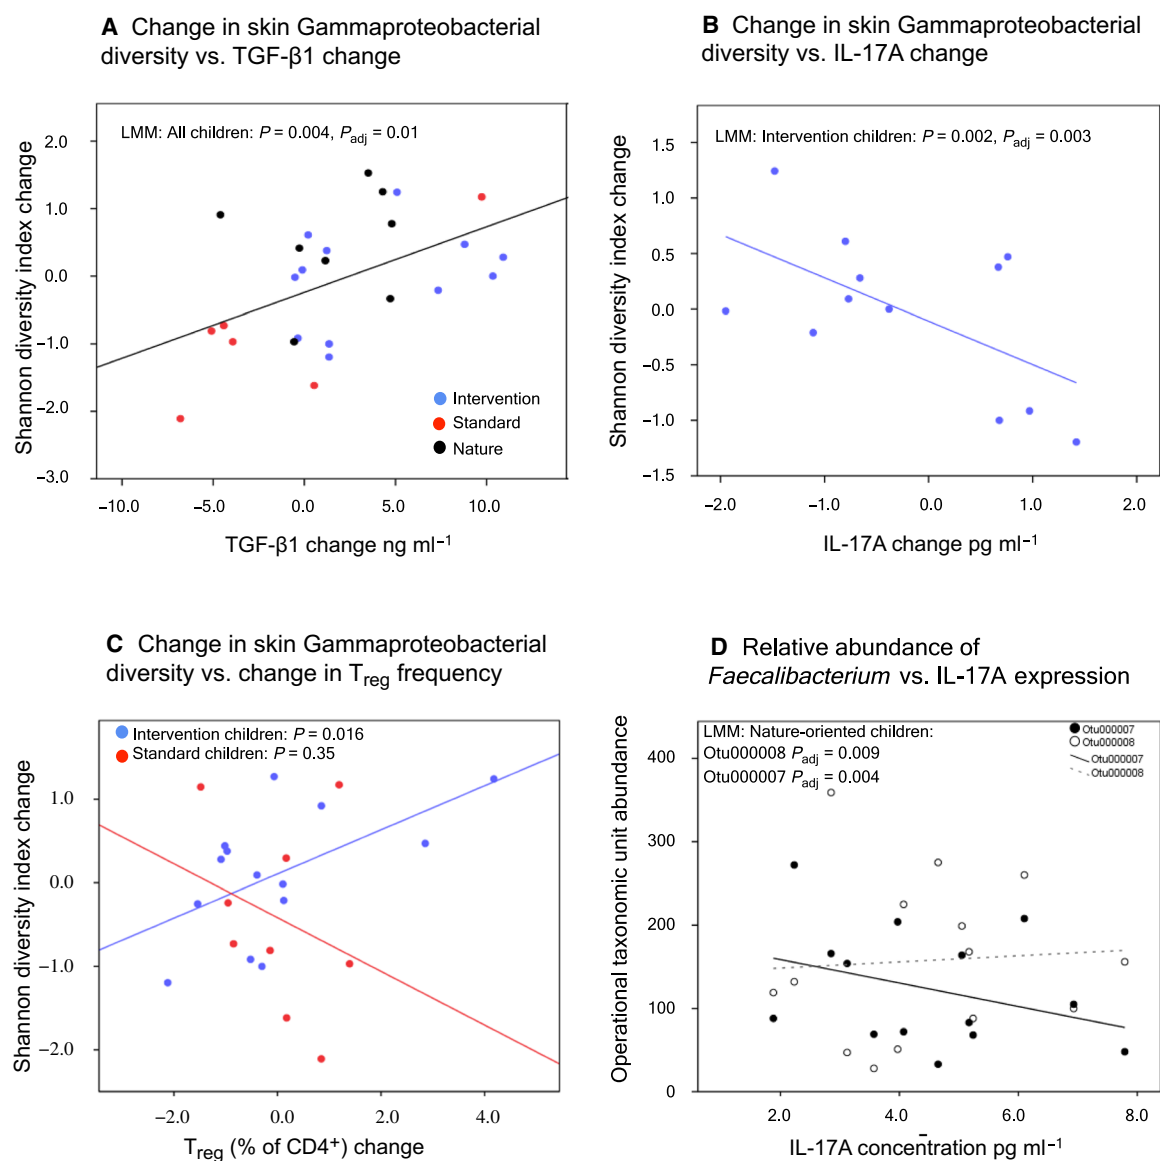 A Change in skin Gammaproteobacterial
diversity vs. TGF-β1 change
LMM: All children: P = 0.004, Padj = 0.01
Shannon diversity index change
2.0
1.0
0.0
−1.0
−2.0
−3.0
Intervention
Standard
Nature
−10.0 −5.0 0.0 5.0 10.0
TGF-β1 change ng ml−1
B Change in skin Gammaproteobacterial
diversity vs. IL-17A change
LMM: Intervention children: P = 0.002, Padj = 0.003
Shannon diversity index change
1.5
1.0
0.5
0.0
−0.5
−1.0
−1.5
−2.0 −1.0 0.0 1.0 2.0
IL-17A change pg ml−1
C Change in skin Gammaproteobacterial
diversity vs. change in Treg frequency
Intervention children: P = 0.016
Standard children: P = 0.35
Shannon diversity index change
1.0
0.0
−1.0
−2.0
−2.0 0.0 2.0 4.0
Treg (% of CD4+) change
D Relative abundance of
Faecalibacterium vs. IL-17A expression
LMM: Nature-oriented children:
Otu000008 Padj = 0.009
Otu000007 Padj = 0.004
Otu000007
Otu000008
Otu000007
Otu000008
Operational taxonomic unit abundance
400
300
200
100
0
2.0 4.0 6.0 8.0
IL-17A concentration pg ml−1